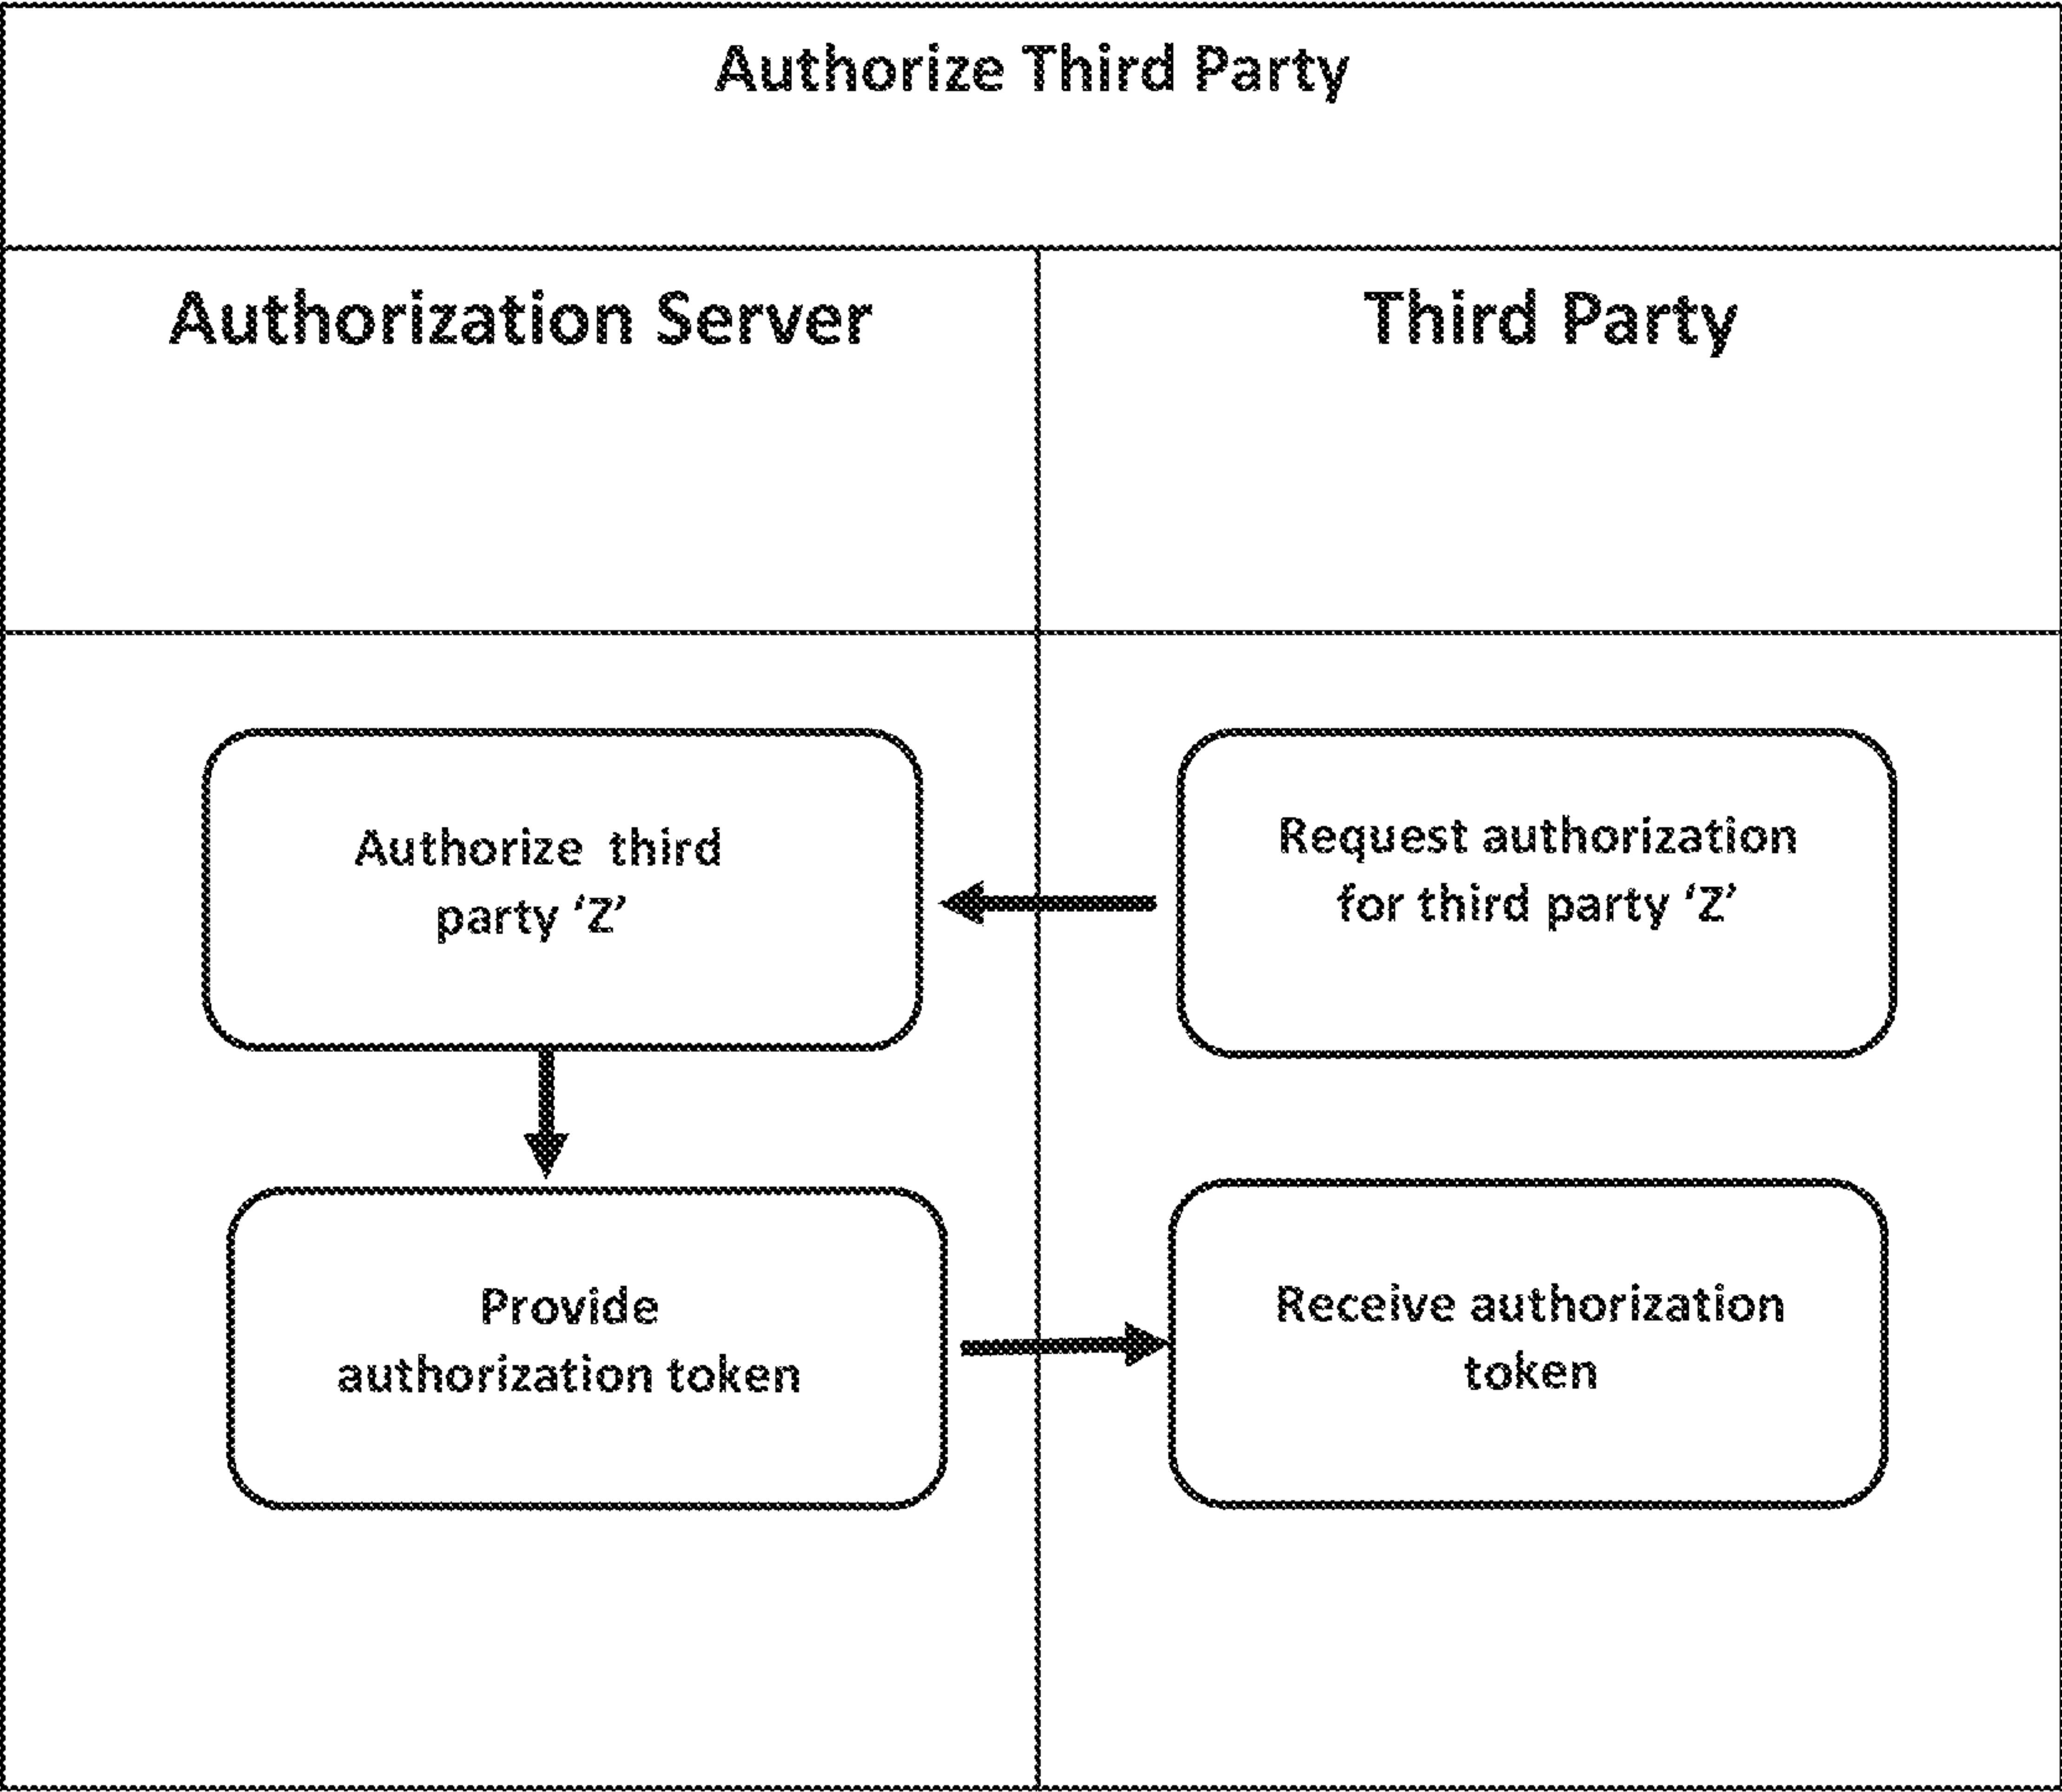 Authorize Third Party
Authorization Server
Third Party
Authorize third
party ‘Z’
Request authorization
for third party ‘Z’
Provide
authorization token
Receive authorization
token